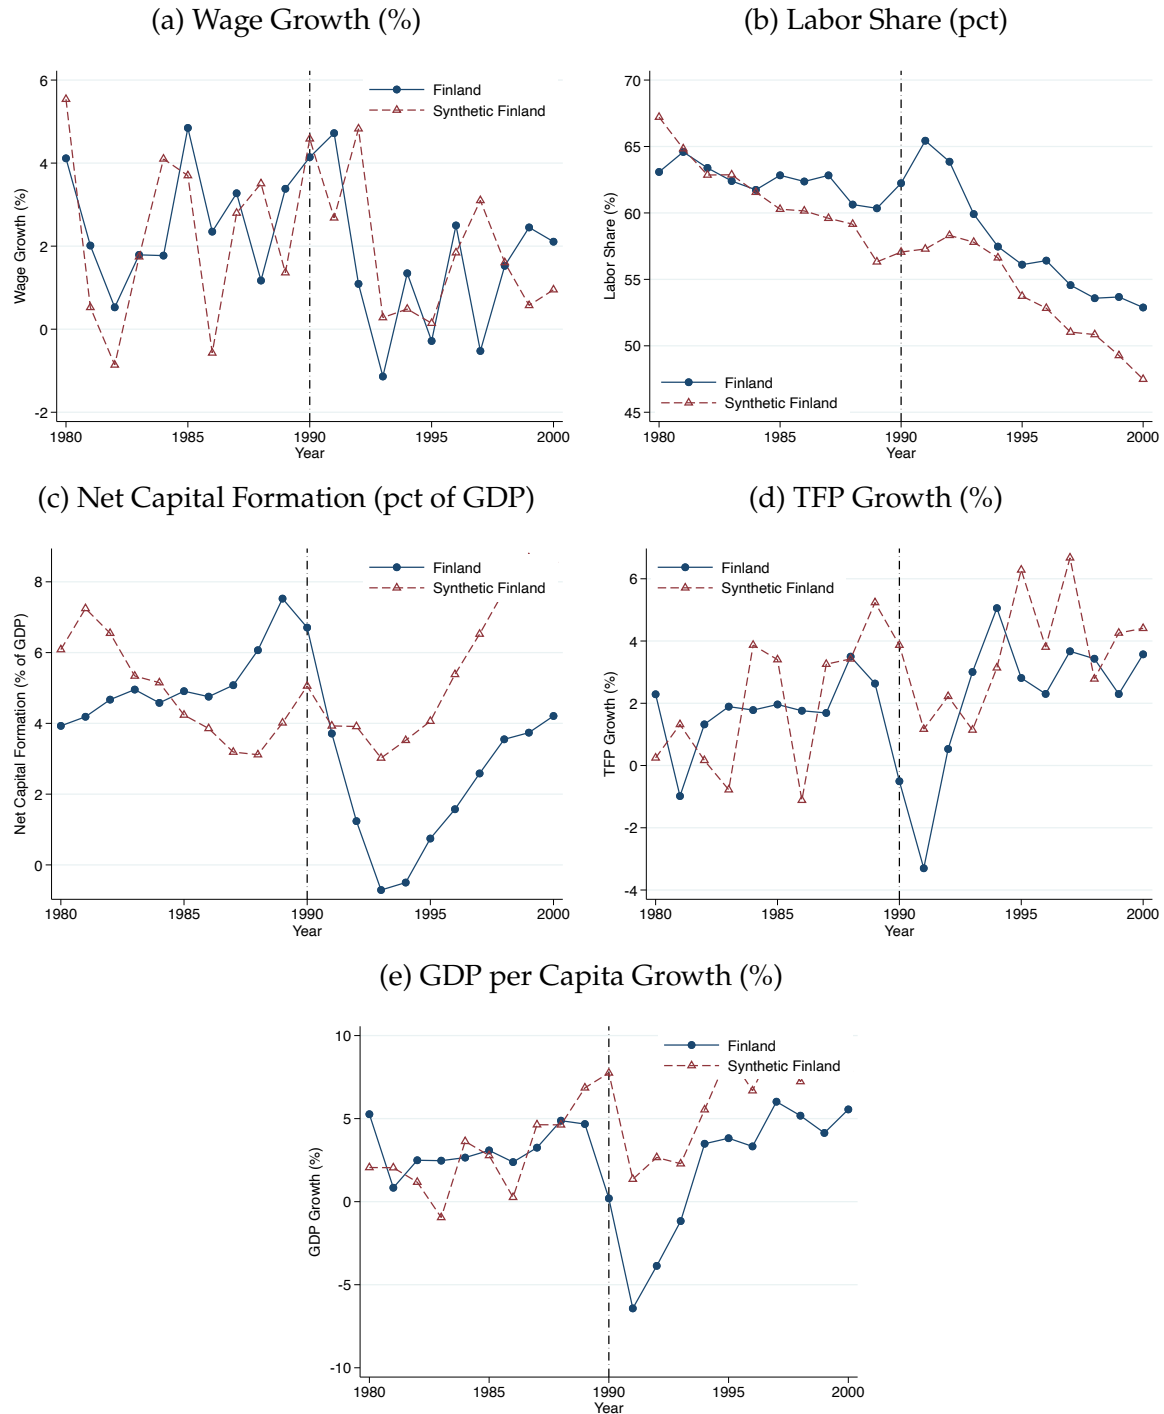 (a) Wage Growth (%)
Wage Growth (%)
6
4
2
0
-2
Finland
Synthetic Finland
1980 1985 1990 1995 2000
Year
(b) Labor Share (pct)
Labor Share (%)
70
65
60
55
50
45
Finland
Synthetic Finland
1980 1985 1990 1995 2000
Year
(c) Net Capital Formation (pct of GDP)
Net Capital Formation (% of GDP)
8
6
4
2
0
Finland
Synthetic Finland
1980 1985 1990 1995 2000
Year
(d) TFP Growth (%)
TFP Growth (%)
6
4
2
0
-2
-4
Finland
Synthetic Finland
1980 1985 1990 1995 2000
Year
(e) GDP per Capita Growth (%)
GDP Growth (%)
10
5
0
-5
-10
Finland
Synthetic Finland
1980 1985 1990 1995 2000
Year